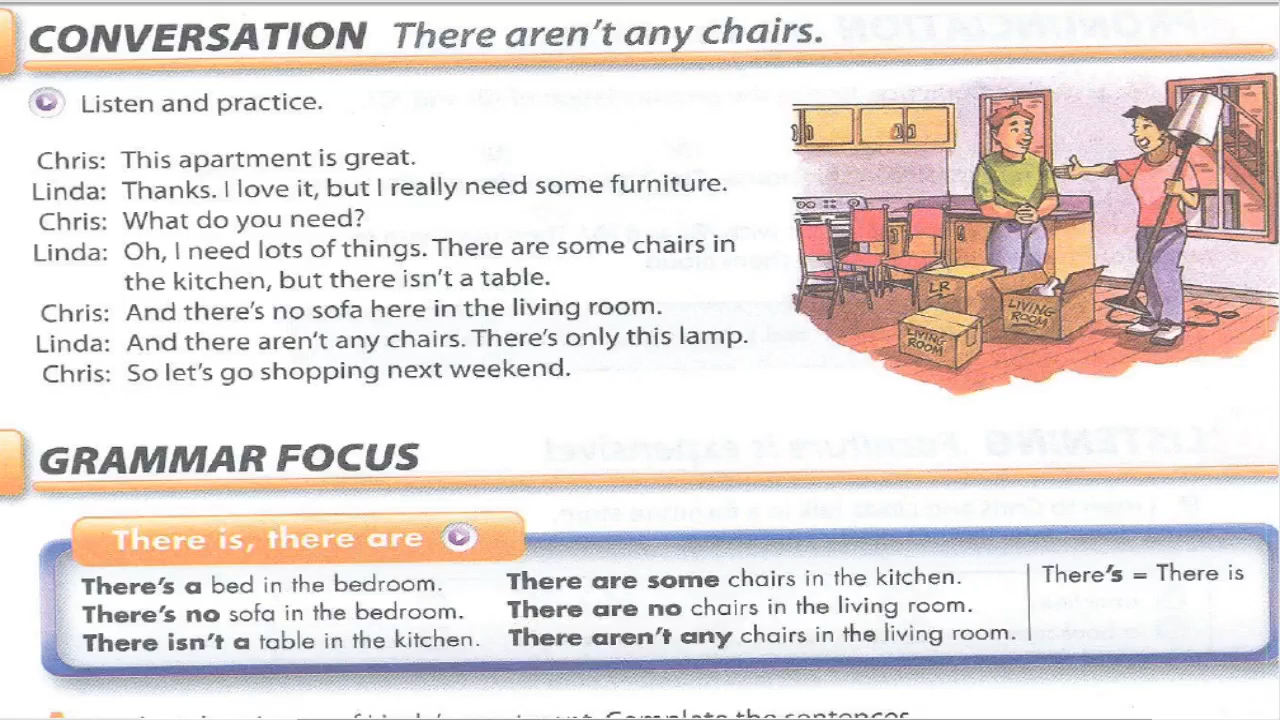 CONVERSATION There aren't any chairs.
Listen and practice.
Chris: This apartment is great.
Linda: Thanks. I love it, but I really need some furniture.
Chris: What do you need?
Linda: Oh, I need lots of things. There are some chairs in
the kitchen, but there isn't a table.
Chris: And there's no sofa here in the living room.
Linda: And there aren't any chairs. There's only this lamp.
Chris: So let's go shopping next weekend.
LR
LIVING
ROOM
LIVING
ROOM
GRAMMAR FOCUS
There is, there are
There's a bed in the bedroom.
There's no sofa in the bedroom.
There isn't a table in the kitchen.
There are some chairs in the kitchen.
There are no chairs in the living room.
There aren't any chairs in the living room.
There's = There is
Complete the sentences